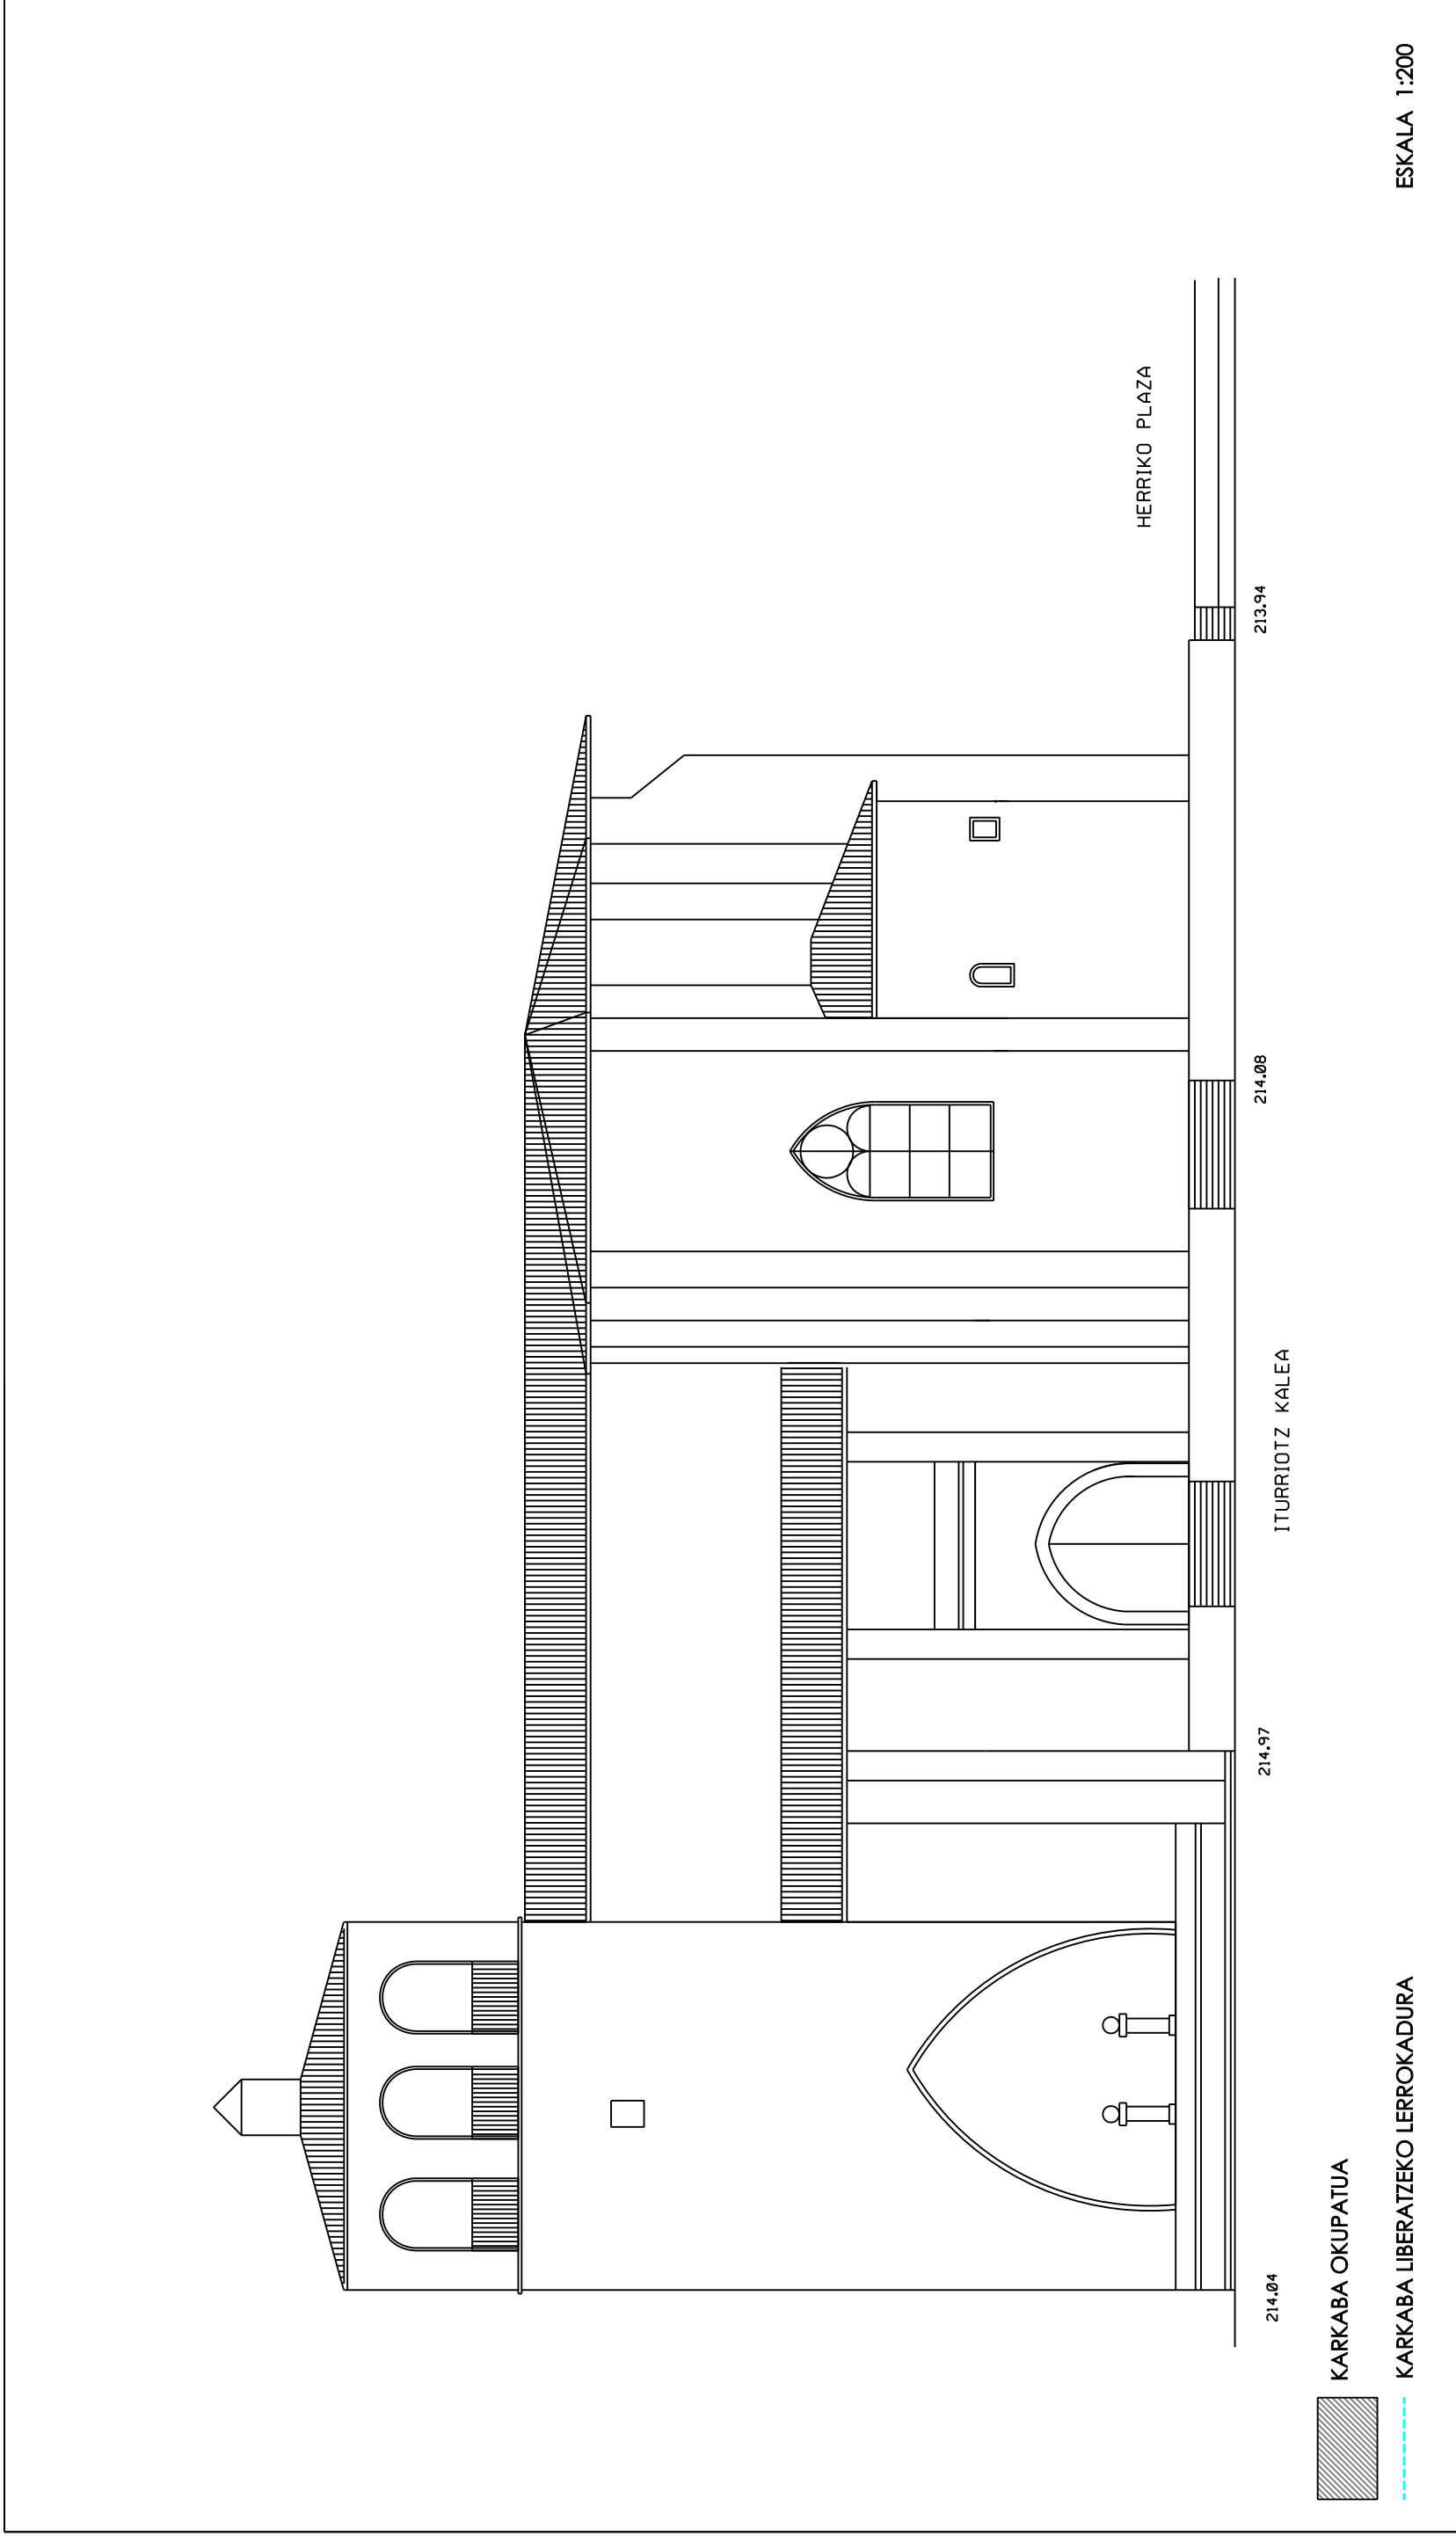 HERRIKO PLAZA
213.94
214.08
ITURRIOTZ KALEA
214.97
214.04
KARKABA OKUPATUA
KARKABA LIBERATZEKO LERROKADURA
ESKALA 1:200